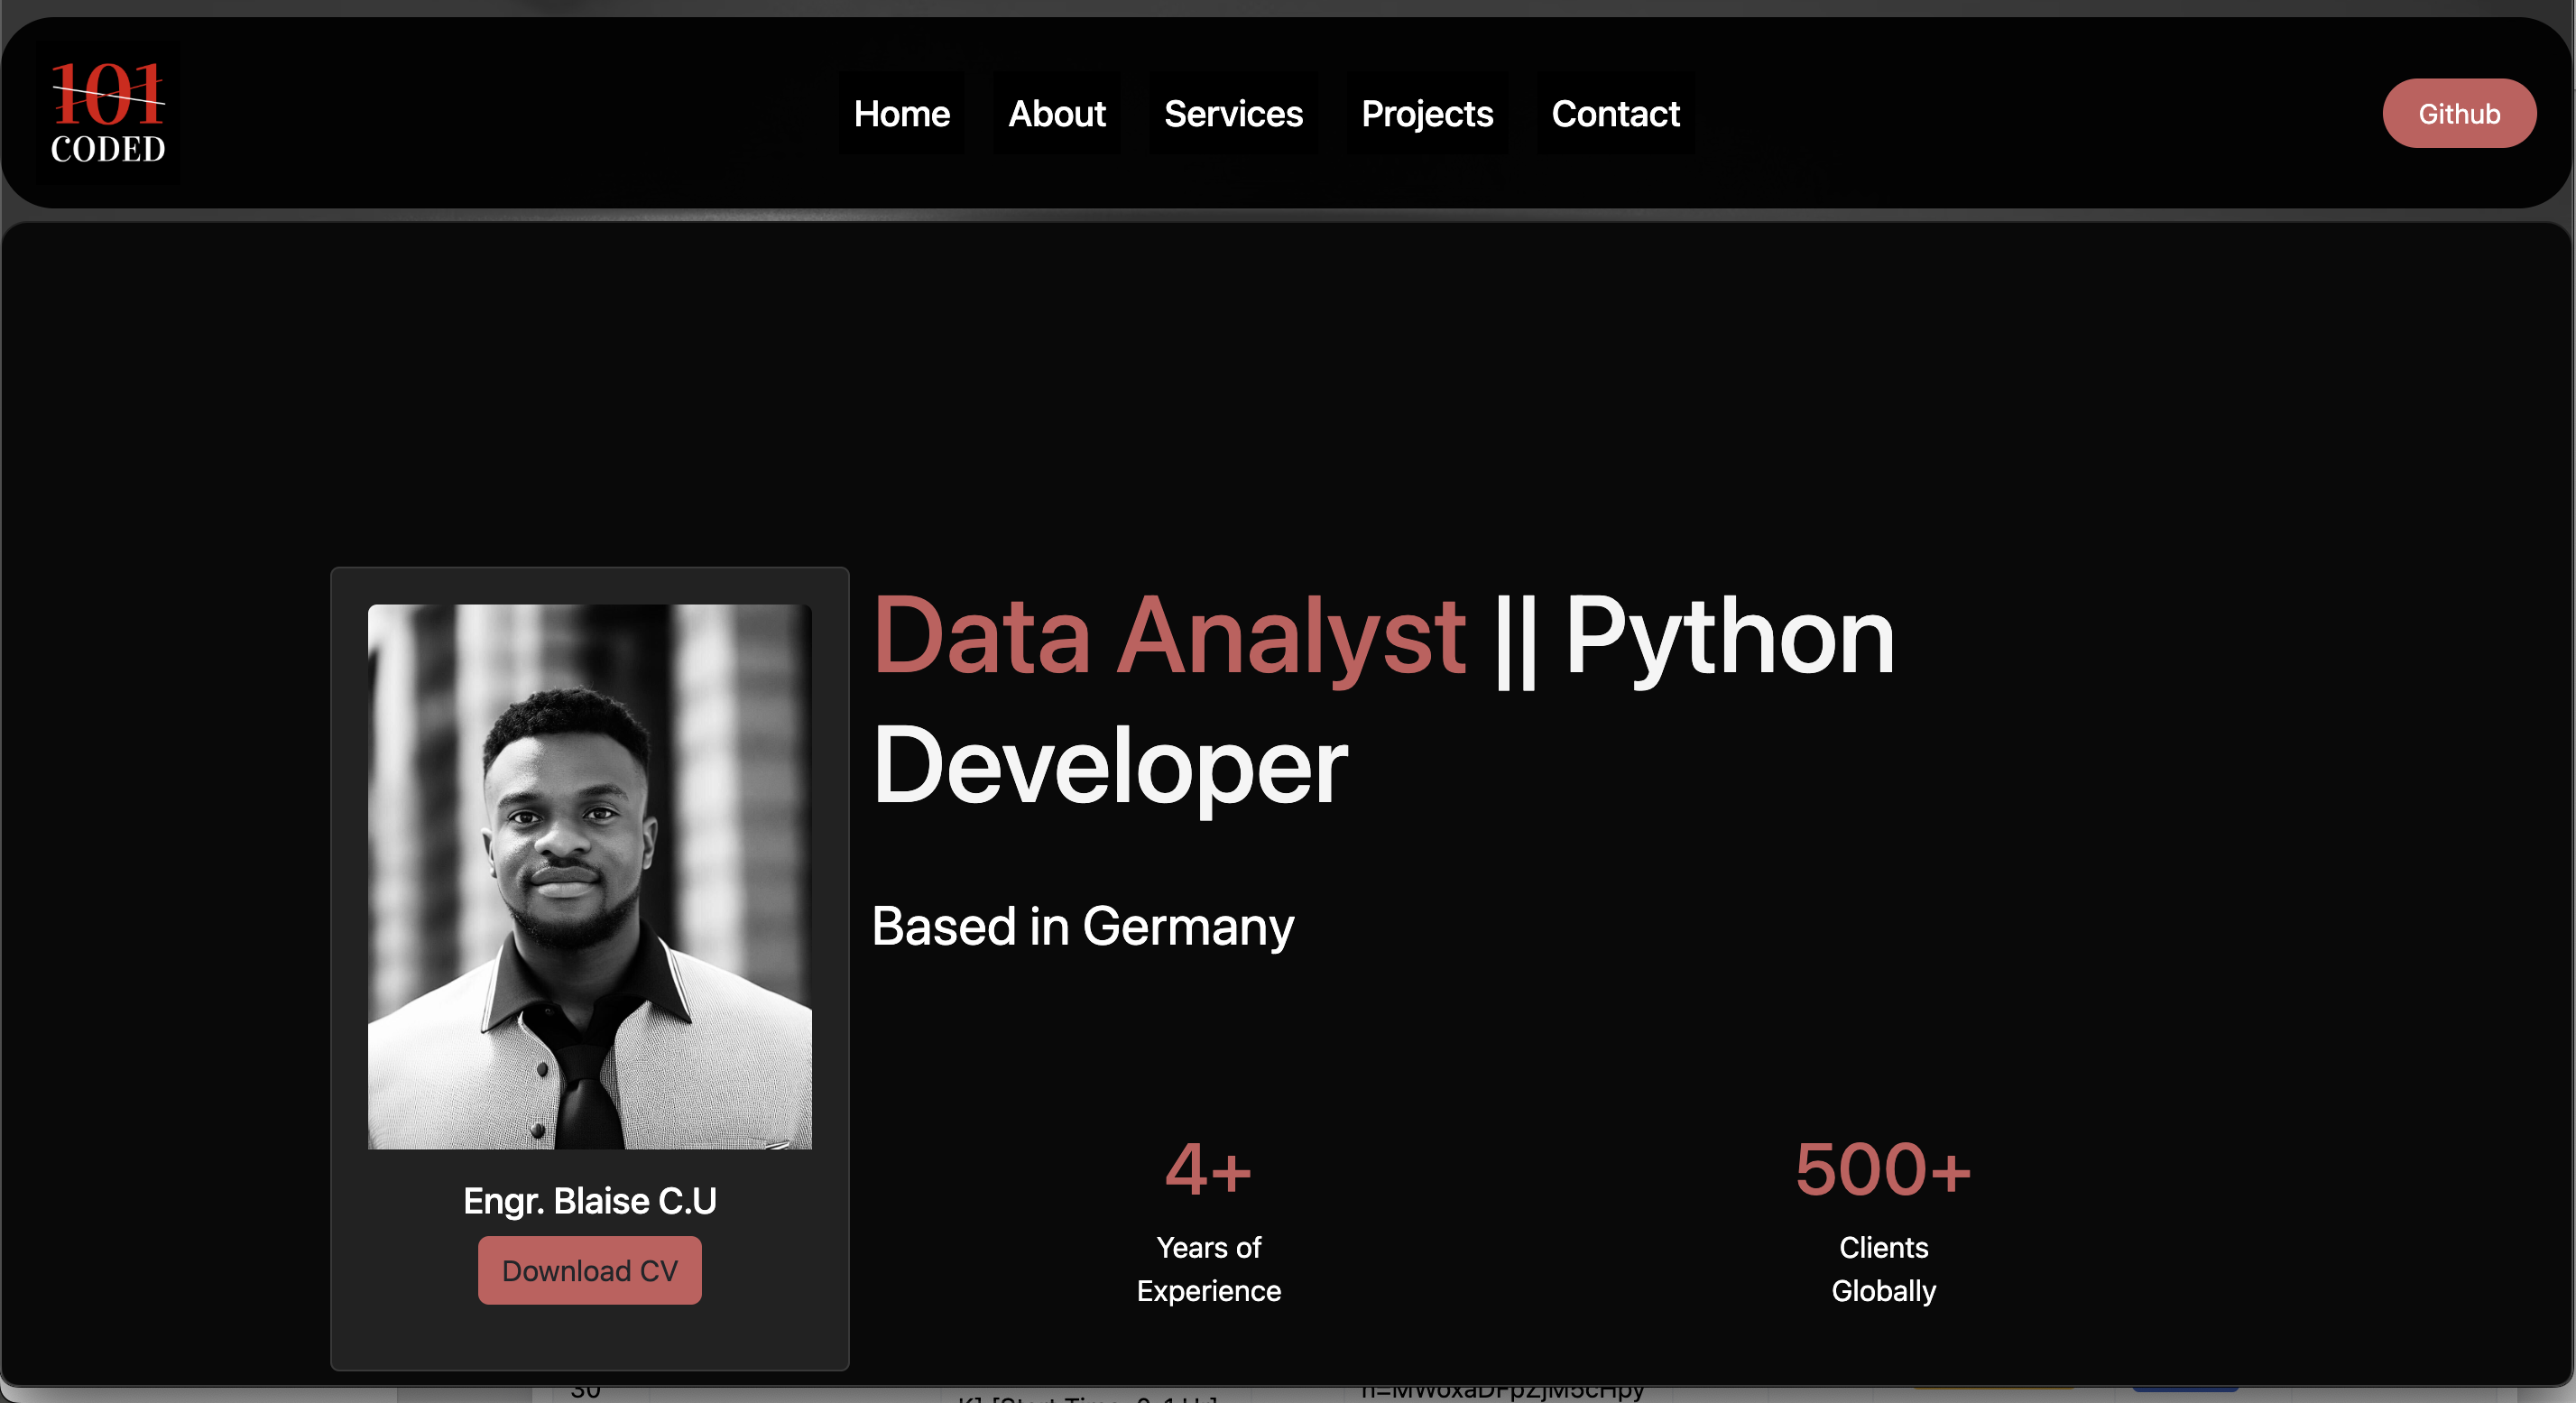 101
CODED
Home About Services Projects Contact
Github
Data Analyst || Python
Developer
Based in Germany
Engr. Blaise C.U
Download CV
4+
Years of
Experience
500+
Clients
Globally
30